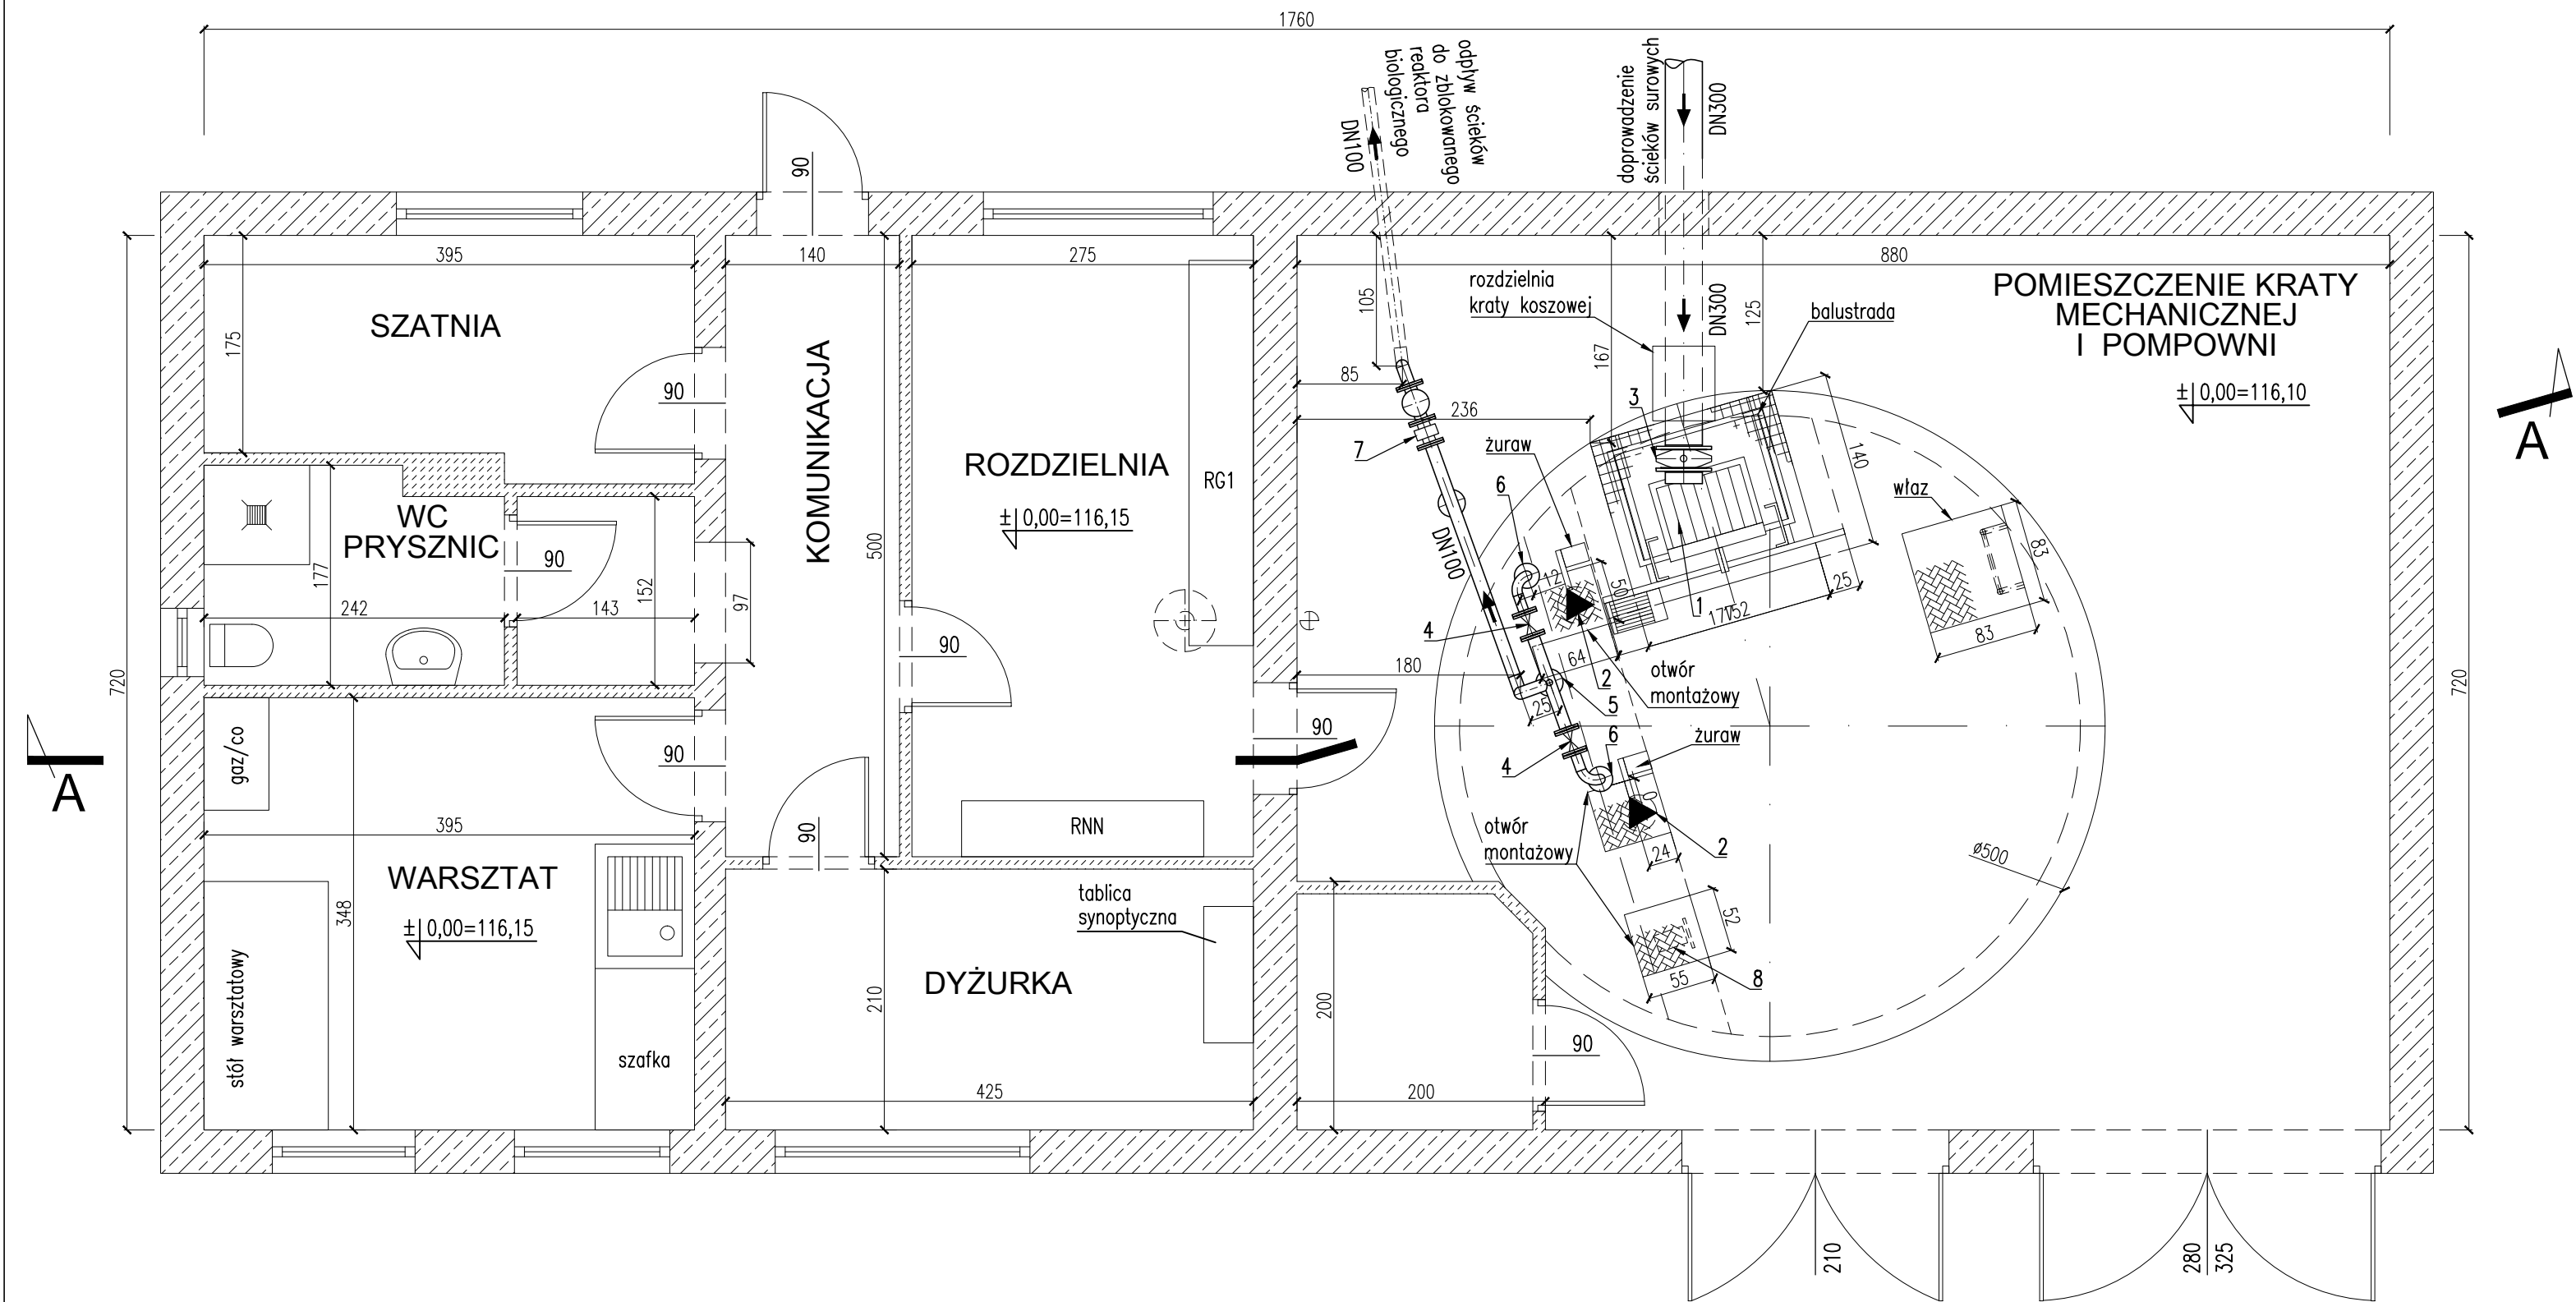 1760
odpływ ścieków
do zblokowanego
reaktora
biologicznego
DN100
doprowadzenie
ścieków surowych
DN300
90
395
140
275
880
105
DN300
125
167
175
SZATNIA
KOMUNIKACJA
rozdzielnia
kraty koszowej
balustrada
POMIESZCZENIE KRATY
MECHANICZNEJ
I POMPOWNI
±0,00=116,10
A
85
236
3
90
7
żuraw
140
ROZDZIELNIA
RG1
±0,00=116,15
6
właz
WC
PRYSZNIC
177
90
152
500
DN100
12
50
1
25
83
83
242
143
97
4
17
152
90
180
64
2
otwór
montażowy
720
720
25
5
90
90
6
żuraw
4
A
gaz/co
395
90
RNN
otwór
montażowy
24
2
ø500
WARSZTAT
±0,00=116,15
348
tablica
synoptyczna
52
DYŻURKA
210
55
8
200
stół warsztatowy
szafka
90
425
200
210
280
325